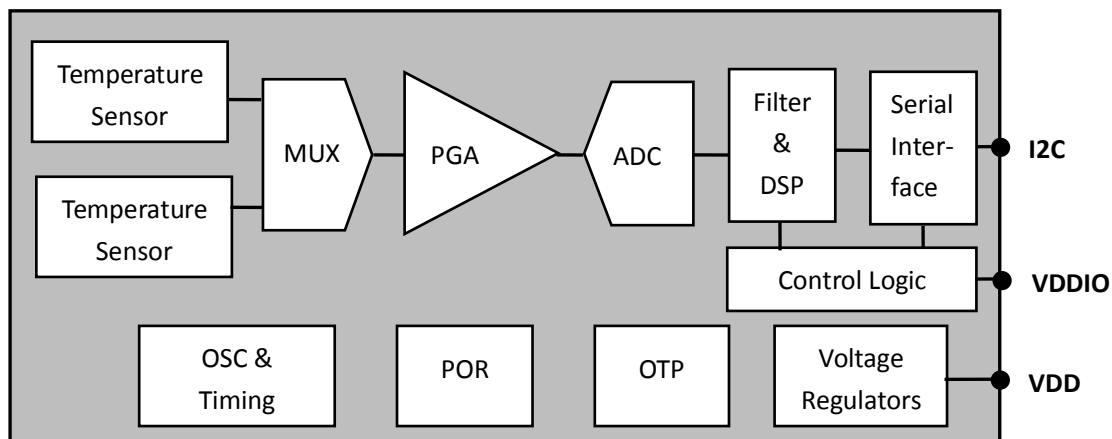 Temperature
Sensor
Temperature
Sensor
MUX
PGA
ADC
Filter
&
DSP
Serial
Inter-
face
I2C
Control Logic
VDDIO
OSC &
Timing
POR
OTP
Voltage
Regulators
VDD